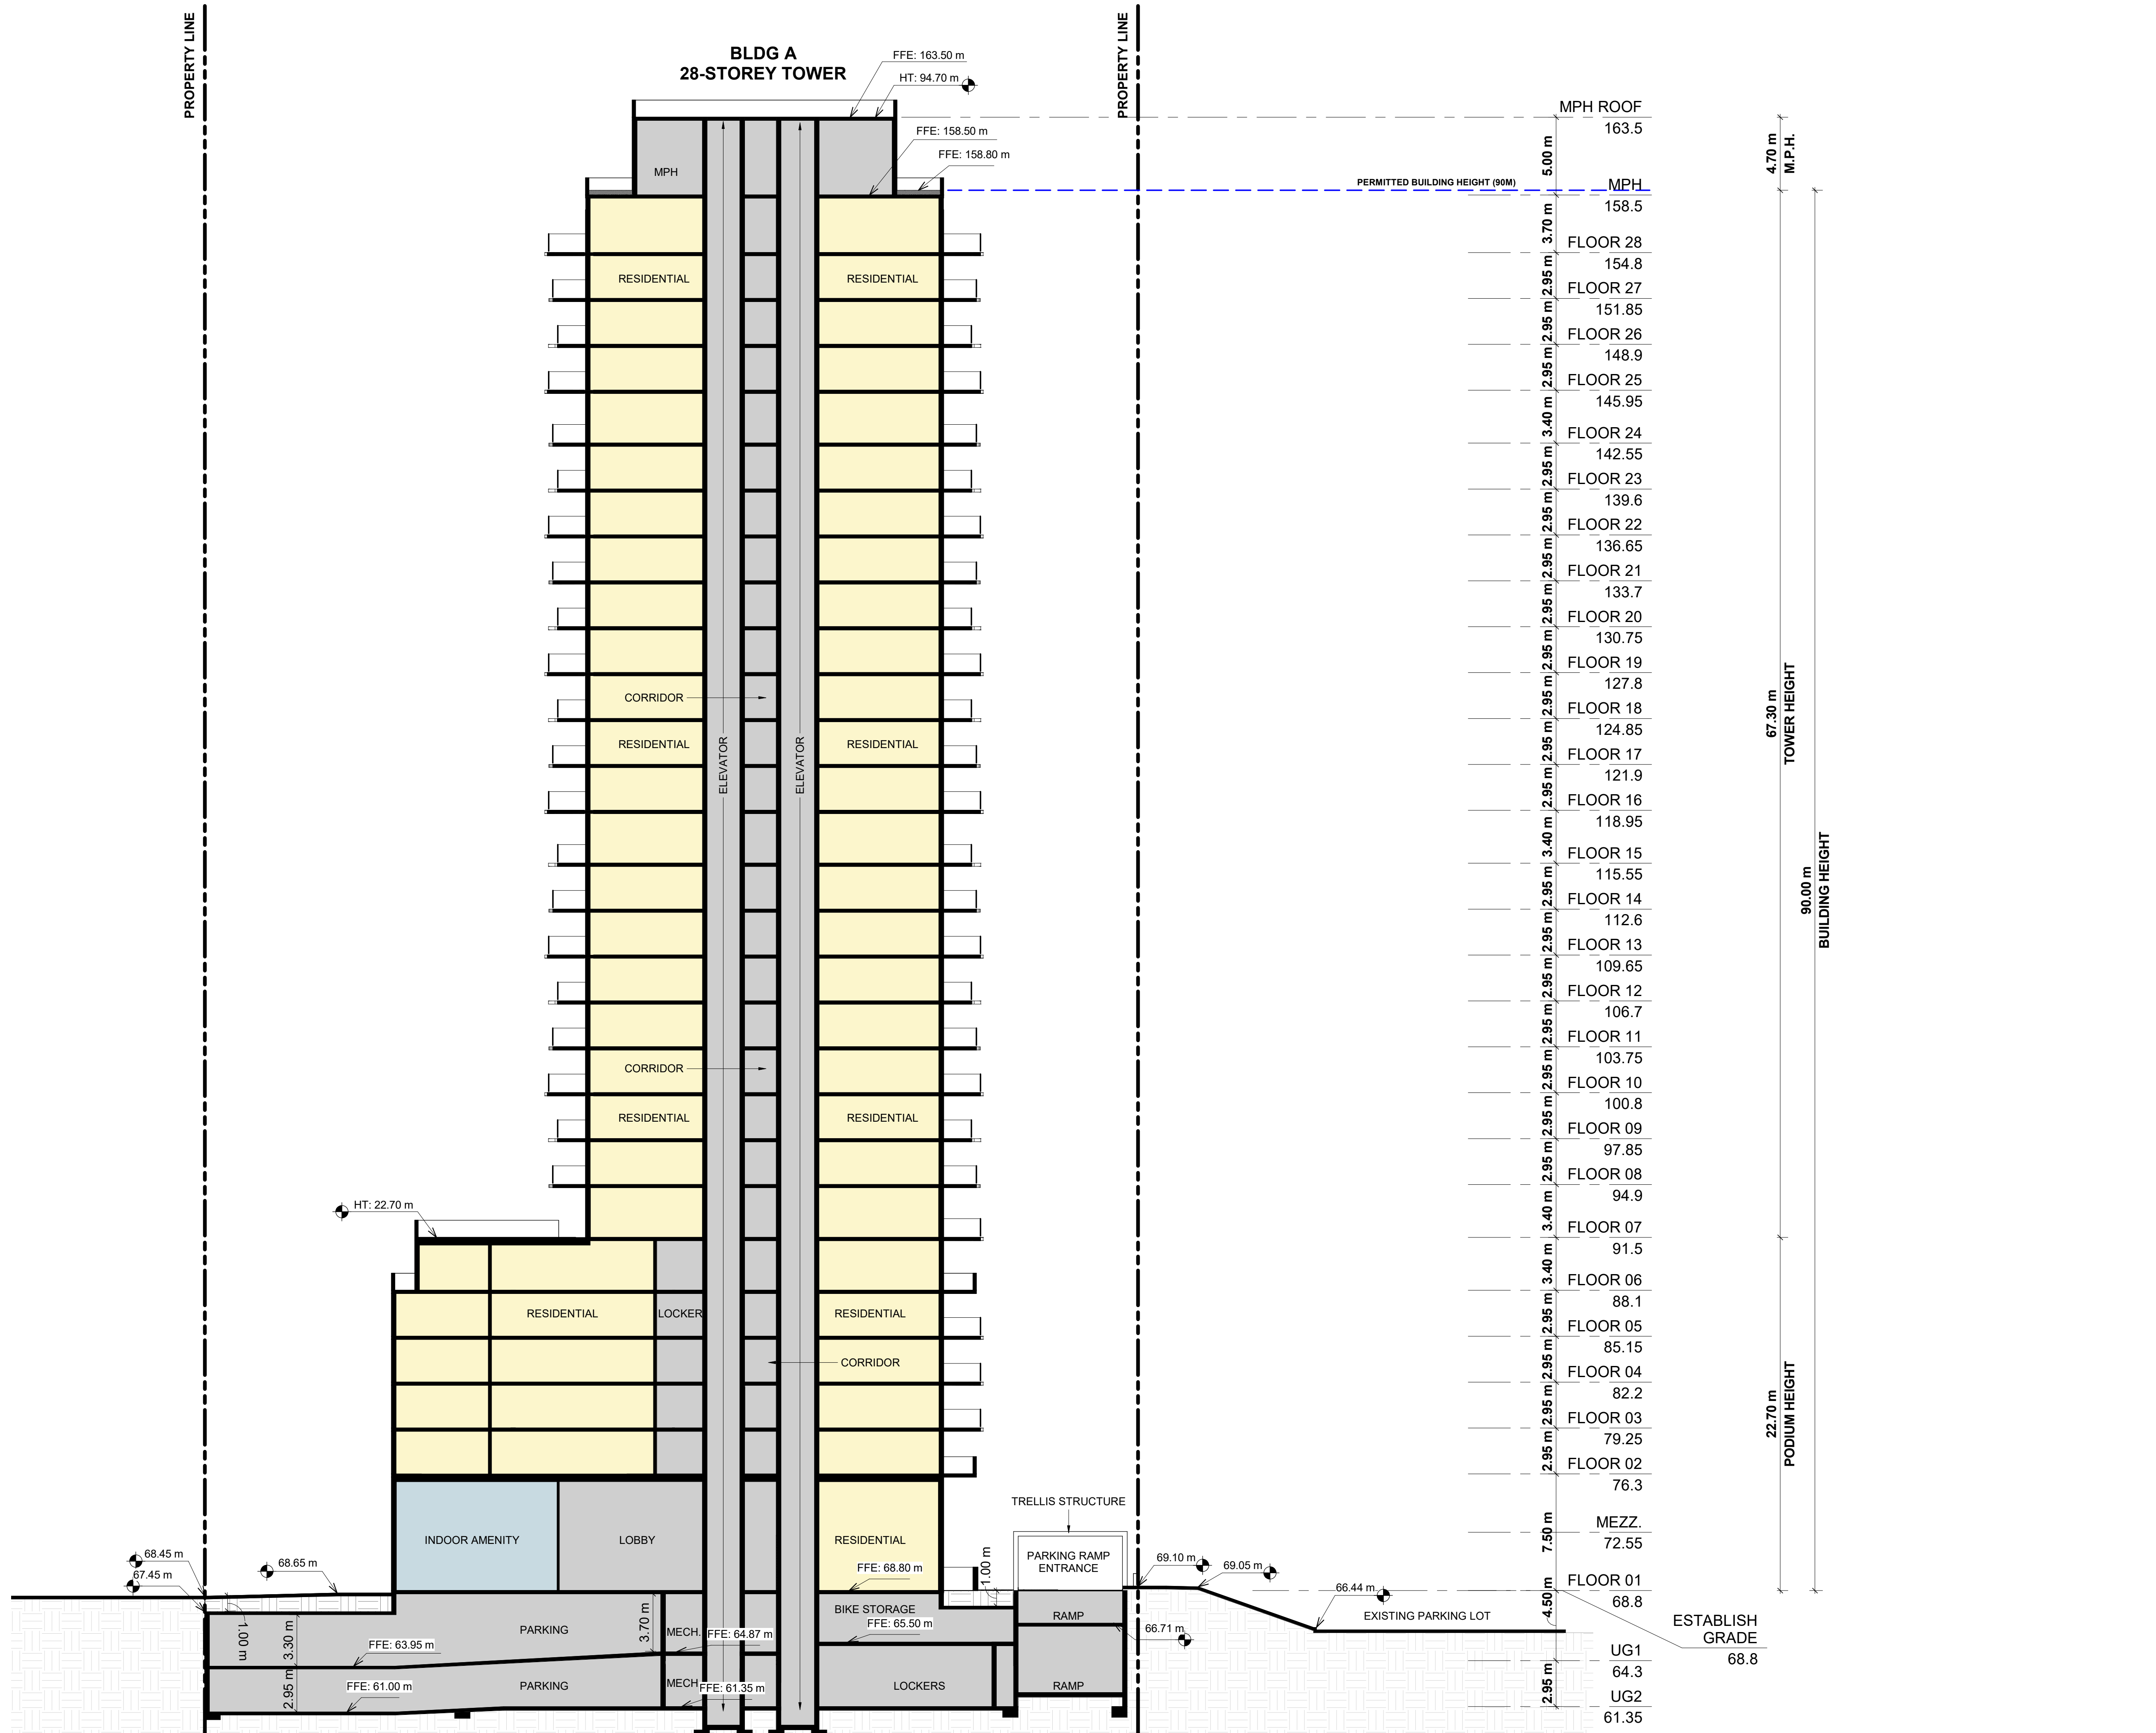 PROPERTY LINE
PROPERTY LINE
BLDG A
28-STOREY TOWER
FFE: 163.50 m
HT: 94.70 m
FFE: 158.50 m
FFE: 158.80 m
MPH
PERMITTED BUILDING HEIGHT (90M)
MPH ROOF
163.5
5.00 m
4.70 m
M.P.H.
MPH
158.5
3.70 m
FLOOR 28
154.8
2.95 m
FLOOR 27
151.85
2.95 m
FLOOR 26
148.9
2.95 m
FLOOR 25
145.95
3.40 m
FLOOR 24
142.55
2.95 m
FLOOR 23
139.6
2.95 m
FLOOR 22
136.65
2.95 m
FLOOR 21
133.7
2.95 m
FLOOR 20
130.75
2.95 m
FLOOR 19
127.8
2.95 m
FLOOR 18
124.85
2.95 m
FLOOR 17
121.9
2.95 m
FLOOR 16
118.95
3.40 m
FLOOR 15
115.55
2.95 m
FLOOR 14
112.6
2.95 m
FLOOR 13
109.65
2.95 m
FLOOR 12
106.7
2.95 m
FLOOR 11
103.75
2.95 m
FLOOR 10
100.8
2.95 m
FLOOR 09
97.85
2.95 m
FLOOR 08
94.9
3.40 m
FLOOR 07
91.5
3.40 m
FLOOR 06
88.1
2.95 m
FLOOR 05
85.15
2.95 m
FLOOR 04
82.2
2.95 m
FLOOR 03
79.25
2.95 m
FLOOR 02
76.3
7.50 m
MEZZ.
72.55
FLOOR 01
68.8
4.50 m
UG1
64.3
2.95 m
UG2
61.35
67.30 m
TOWER HEIGHT
90.00 m
BUILDING HEIGHT
22.70 m
PODIUM HEIGHT
ESTABLISH
GRADE
68.8
RESIDENTIAL
RESIDENTIAL
CORRIDOR
RESIDENTIAL
RESIDENTIAL
ELEVATOR
ELEVATOR
CORRIDOR
RESIDENTIAL
RESIDENTIAL
HT: 22.70 m
RESIDENTIAL
LOCKER
RESIDENTIAL
CORRIDOR
TRELLIS STRUCTURE
INDOOR AMENITY
LOBBY
RESIDENTIAL
PARKING RAMP
ENTRANCE
68.45 m
67.45 m
68.65 m
FFE: 68.80 m
1.00 m
69.10 m
69.05 m
66.44 m
EXISTING PARKING LOT
1.00 m
3.30 m
PARKING
3.70 m
MECH.
BIKE STORAGE
RAMP
FFE: 63.95 m
FFE: 64.87 m
FFE: 65.50 m
66.71 m
2.95 m
FFE: 61.00 m
PARKING
MECH.
FFE: 61.35 m
LOCKERS
RAMP